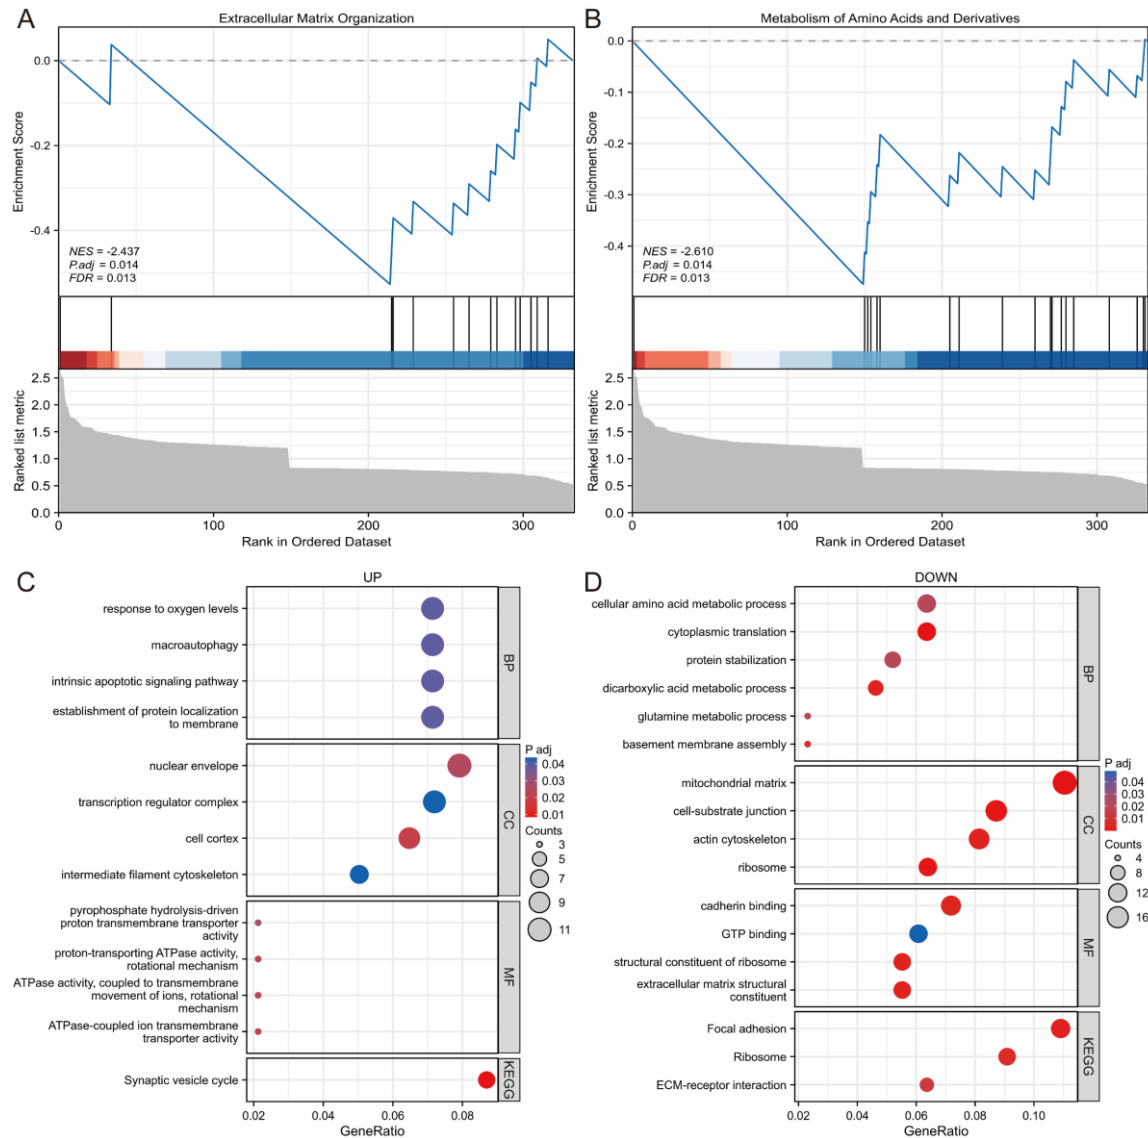 A
Extracellular Matrix Organization
0.0
-0.2
-0.4
Enrichment Score
NES = -2.437
P.adj = 0.014
FDR = 0.013
2.5
2.0
1.5
1.0
0.5
0.0
Ranked list metric
0
100
200
300
Rank in Ordered Dataset
B
Metabolism of Amino Acids and Derivatives
0.0
-0.1
-0.2
-0.3
-0.4
Enrichment Score
NES = -2.610
P.adj = 0.014
FDR = 0.013
2.5
2.0
1.5
1.0
0.5
0.0
Ranked list metric
0
100
200
300
Rank in Ordered Dataset
C
UP
response to oxygen levels
macroautophagy
intrinsic apoptotic signaling pathway
establishment of protein localization
to membrane
BP
nuclear envelope
transcription regulator complex
cell cortex
intermediate filament cytoskeleton
CC
pyrophosphate hydrolysis-driven
proton transmembrane transporter
activity
proton-transporting ATPase activity,
rotational mechanism
ATPase activity, coupled to transmembrane
movement of ions, rotational
mechanism
ATPase-coupled ion transmembrane
transporter activity
MF
Synaptic vesicle cycle
KEGG
0.02
0.04
0.06
0.08
GeneRatio
P adj
0.04
0.03
0.02
0.01
Counts
3
5
7
9
11
D
DOWN
cellular amino acid metabolic process
cytoplasmic translation
protein stabilization
dicarboxylic acid metabolic process
glutamine metabolic process
basement membrane assembly
BP
mitochondrial matrix
cell-substrate junction
actin cytoskeleton
ribosome
CC
cadherin binding
GTP binding
structural constituent of ribosome
extracellular matrix structural
constituent
MF
Focal adhesion
Ribosome
ECM-receptor interaction
KEGG
0.02
0.04
0.06
0.08
0.10
GeneRatio
P adj
0.04
0.03
0.02
0.01
Counts
4
8
12
16